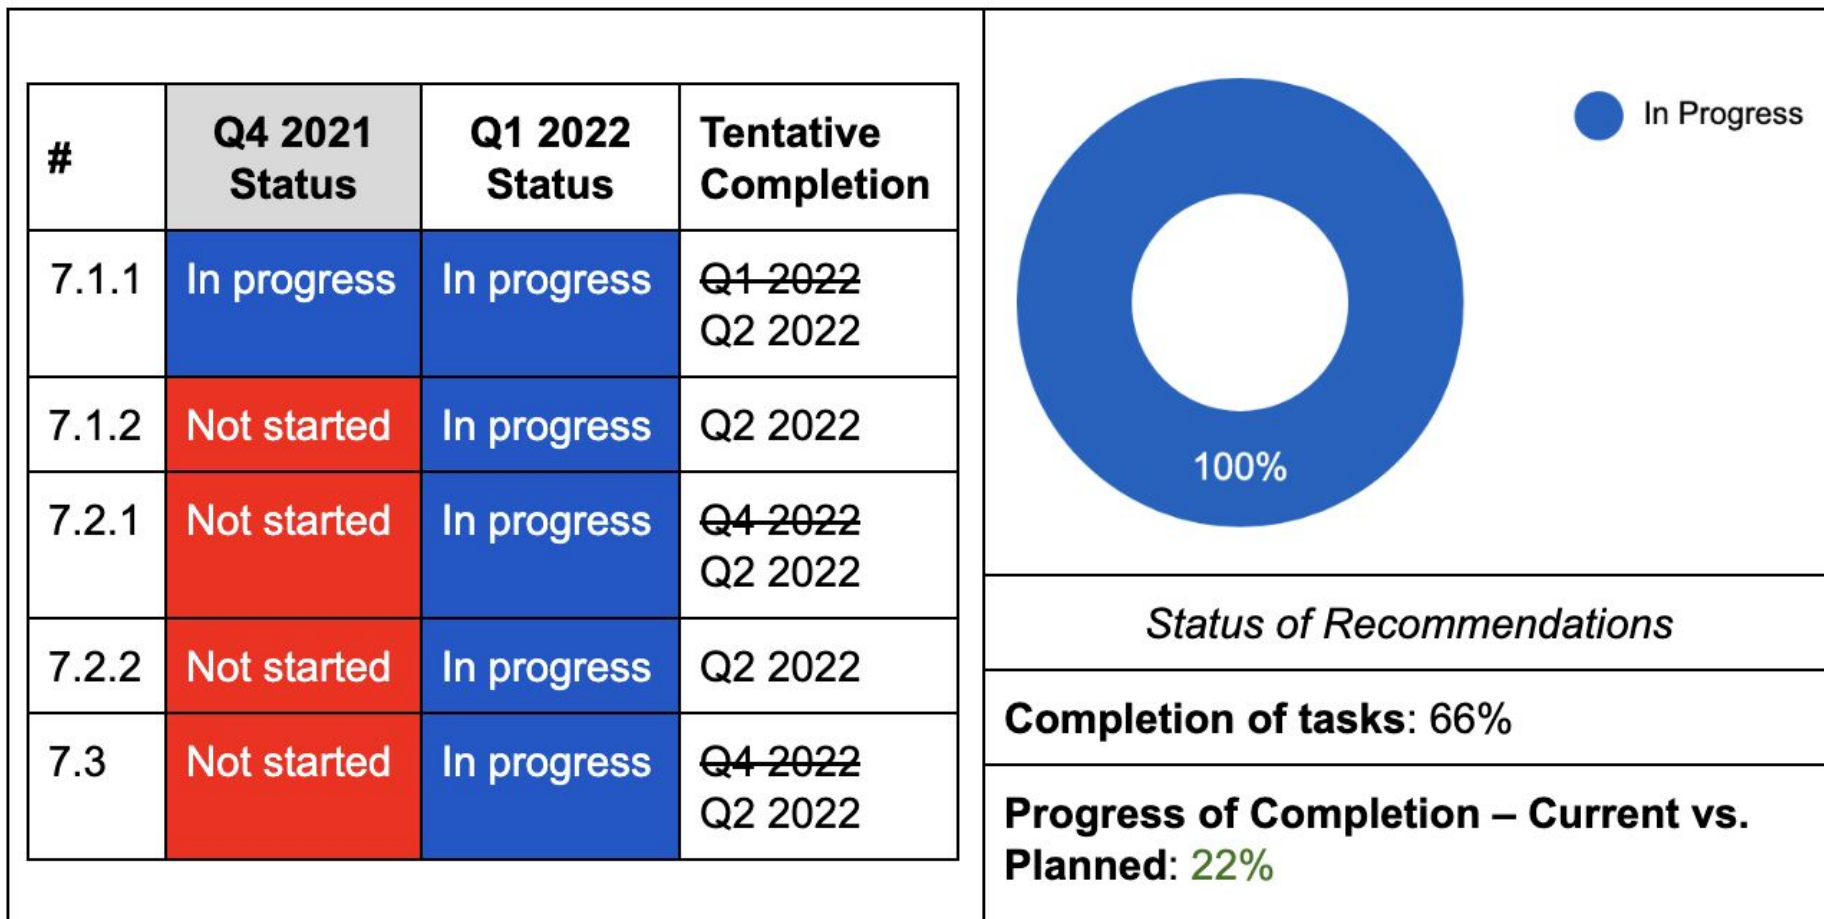 #
Q4 2021
Status
Q1 2022
Status
Tentative
Completion
7.1.1
In progress
In progress
Q1 2022
Q2 2022
7.1.2
Not started
In progress
Q2 2022
7.2.1
Not started
In progress
Q4 2022
Q2 2022
7.2.2
Not started
In progress
Q2 2022
7.3
Not started
In progress
Q4 2022
Q2 2022
In Progress
100%
Status of Recommendations
Completion of tasks: 66%
Progress of Completion – Current vs.
Planned: 22%